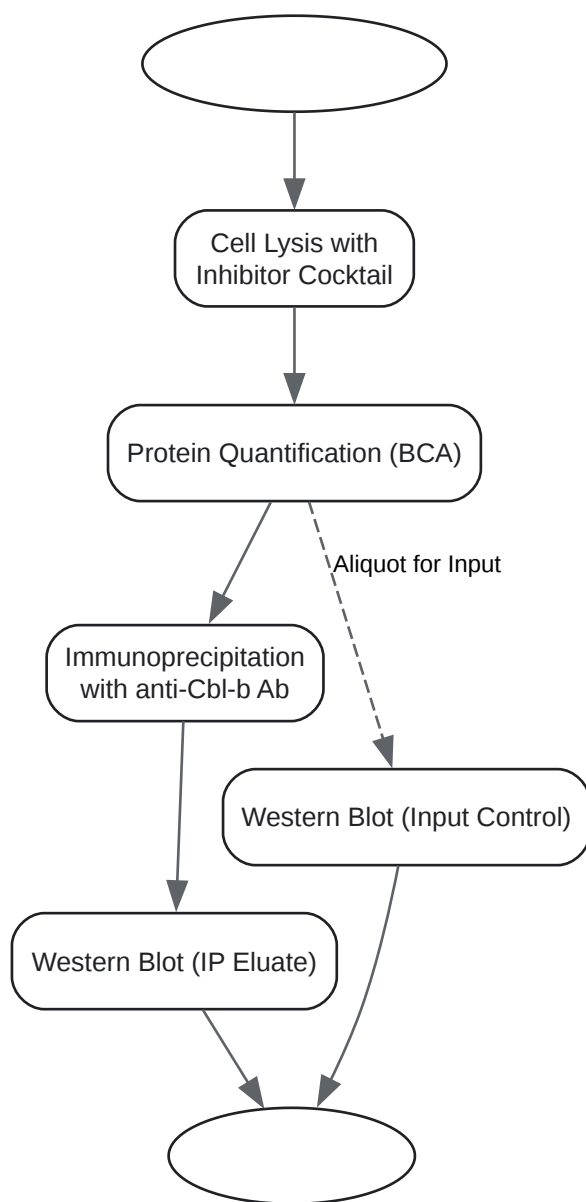 Cell Lysis with
Inhibitor Cocktail
Protein Quantification (BCA)
Aliquot for Input
Immunoprecipitation
with anti-Cbl-b Ab
Western Blot (Input Control)
Western Blot (IP Eluate)